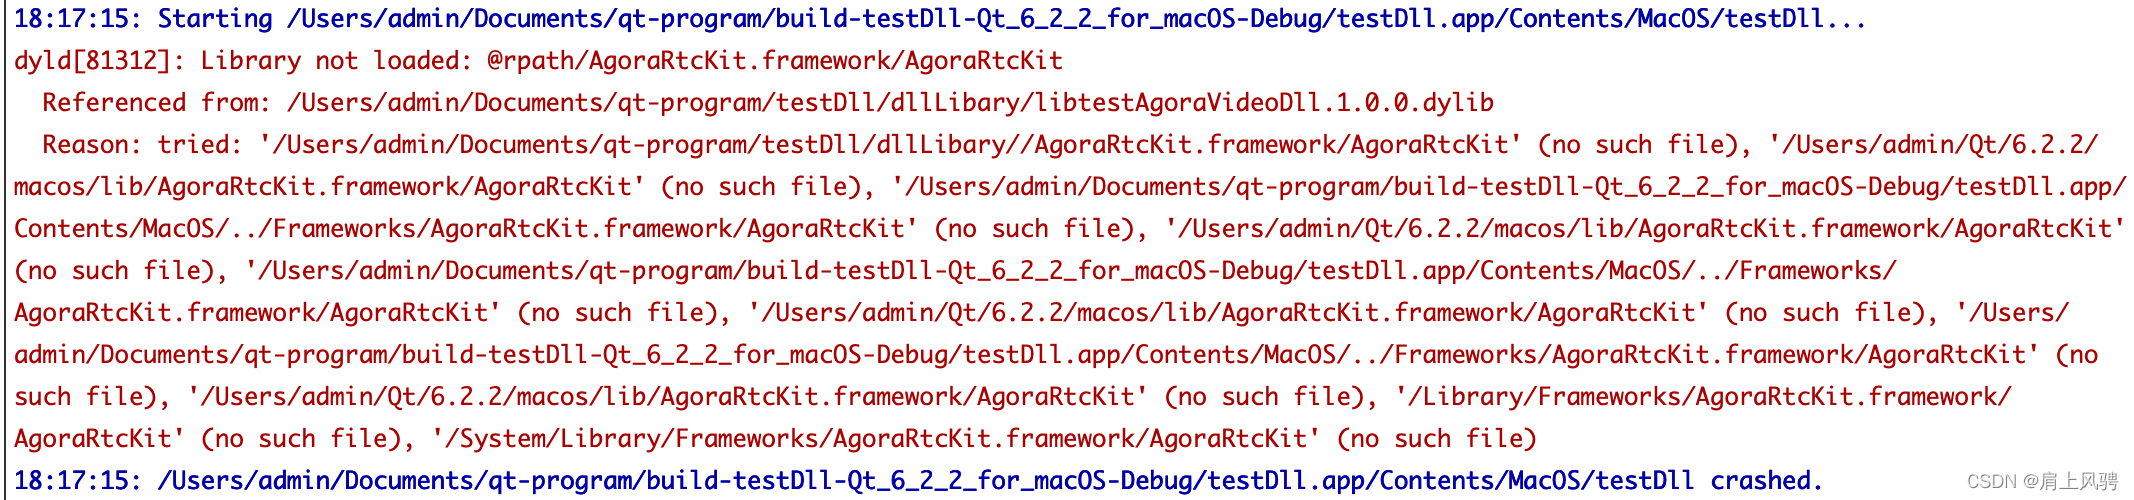 18:17:15: Starting /Users/admin/Documents/qt-program/build-testDll-Qt_6_2_2_for_macOS-Debug/testDll.app/Contents/MacOS/testDll...
dyld[81312]: Library not loaded: @rpath/AgoraRtcKit.framework/AgoraRtcKit
  Referenced from: /Users/admin/Documents/qt-program/testDll/dllLibary/libtestAgoraVideoDll.1.0.0.dylib
  Reason: tried: '/Users/admin/Documents/qt-program/testDll/dllLibary//AgoraRtcKit.framework/AgoraRtcKit' (no such file), '/Users/admin/Qt/6.2.2/
macos/lib/AgoraRtcKit.framework/AgoraRtcKit' (no such file), '/Users/admin/Documents/qt-program/build-testDll-Qt_6_2_2_for_macOS-Debug/testDll.app/
Contents/MacOS/../Frameworks/AgoraRtcKit.framework/AgoraRtcKit' (no such file), '/Users/admin/Qt/6.2.2/macos/lib/AgoraRtcKit.framework/AgoraRtcKit'
(no such file), '/Users/admin/Documents/qt-program/build-testDll-Qt_6_2_2_for_macOS-Debug/testDll.app/Contents/MacOS/../Frameworks/
AgoraRtcKit.framework/AgoraRtcKit' (no such file), '/Users/admin/Qt/6.2.2/macos/lib/AgoraRtcKit.framework/AgoraRtcKit' (no such file), '/Users/
admin/Documents/qt-program/build-testDll-Qt_6_2_2_for_macOS-Debug/testDll.app/Contents/MacOS/../Frameworks/AgoraRtcKit.framework/AgoraRtcKit' (no
such file), '/Users/admin/Qt/6.2.2/macos/lib/AgoraRtcKit.framework/AgoraRtcKit' (no such file), '/Library/Frameworks/AgoraRtcKit.framework/
AgoraRtcKit' (no such file), '/System/Library/Frameworks/AgoraRtcKit.framework/AgoraRtcKit' (no such file)
18:17:15: /Users/admin/Documents/qt-program/build-testDll-Qt_6_2_2_for_macOS-Debug/testDll.app/Contents/MacOS/testDll crashed.
CSDN @肩上风骋